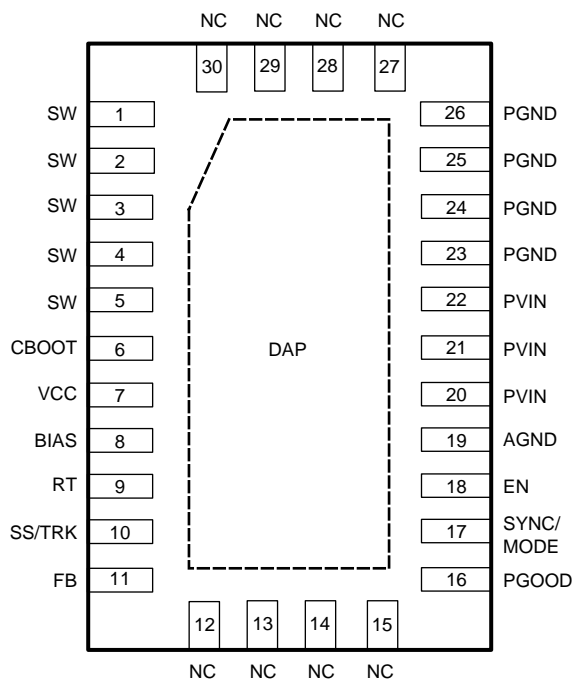 NC NC NC NC
30 29 28 27
SW 1 26 PGND
SW 2 25 PGND
SW 3 24 PGND
SW 4 23 PGND
SW 5 22 PVIN
CBOOT 6 DAP 21 PVIN
VCC 7 20 PVIN
BIAS 8 19 AGND
RT 9 18 EN
SS/TRK 10 17 SYNC/
MODE
FB 11 16 PGOOD
12 13 14 15
NC NC NC NC